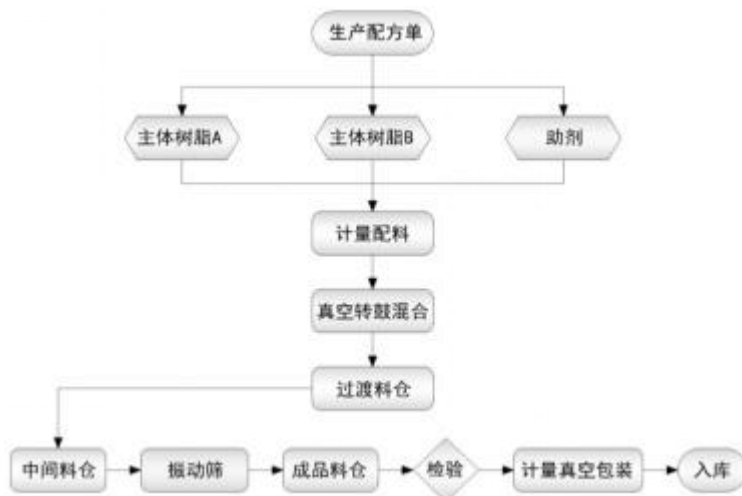 生产配方单
主体树脂A
主体树脂B
助剂
计量配料
真空转鼓混合
过渡料仓
中间料仓
振动筛
成品料仓
检验
计量真空包装
入库